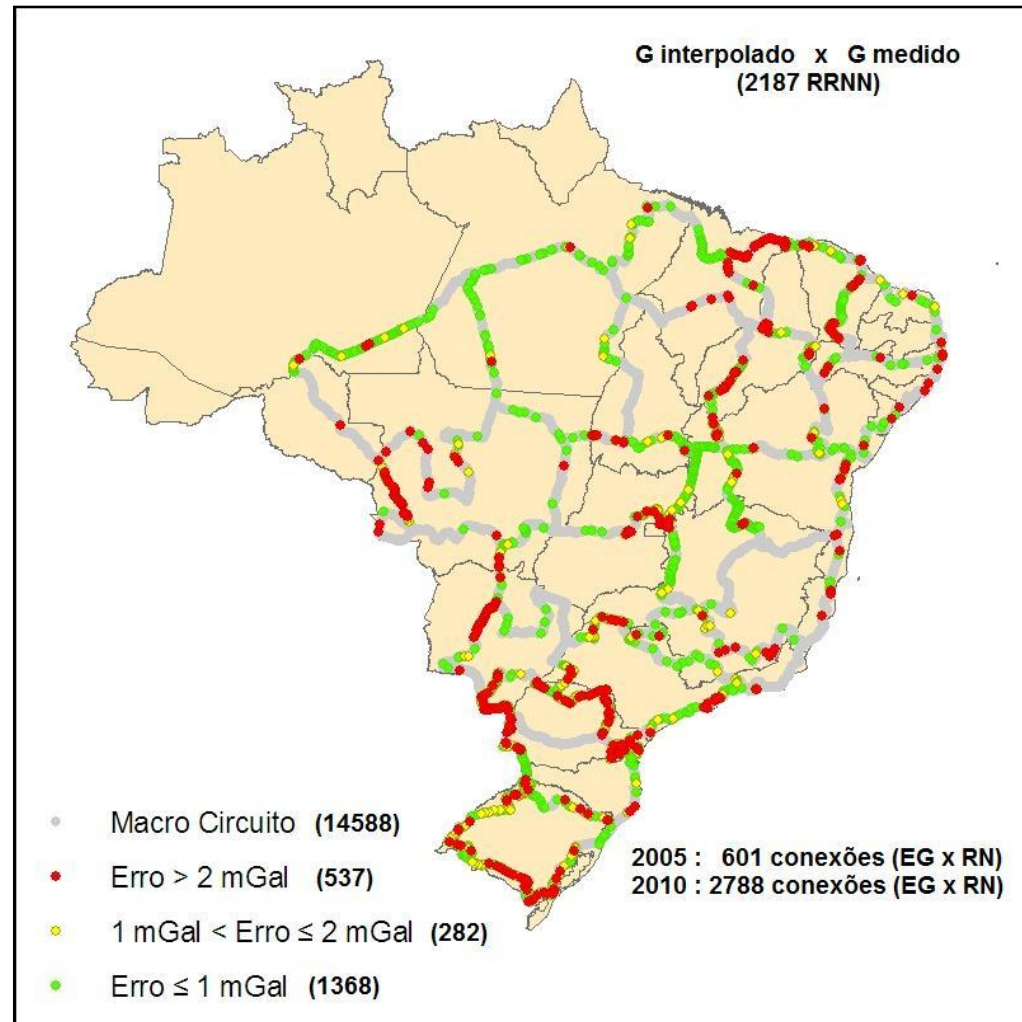 G interpolado x G medido
(2187 RRNN)
Macro Circuito (14588)
Erro > 2 mGal (537)
1 mGal < Erro ≤ 2 mGal (282)
Erro ≤ 1 mGal (1368)
2005 : 601 conexões (EG x RN)
2010 : 2788 conexões (EG x RN)